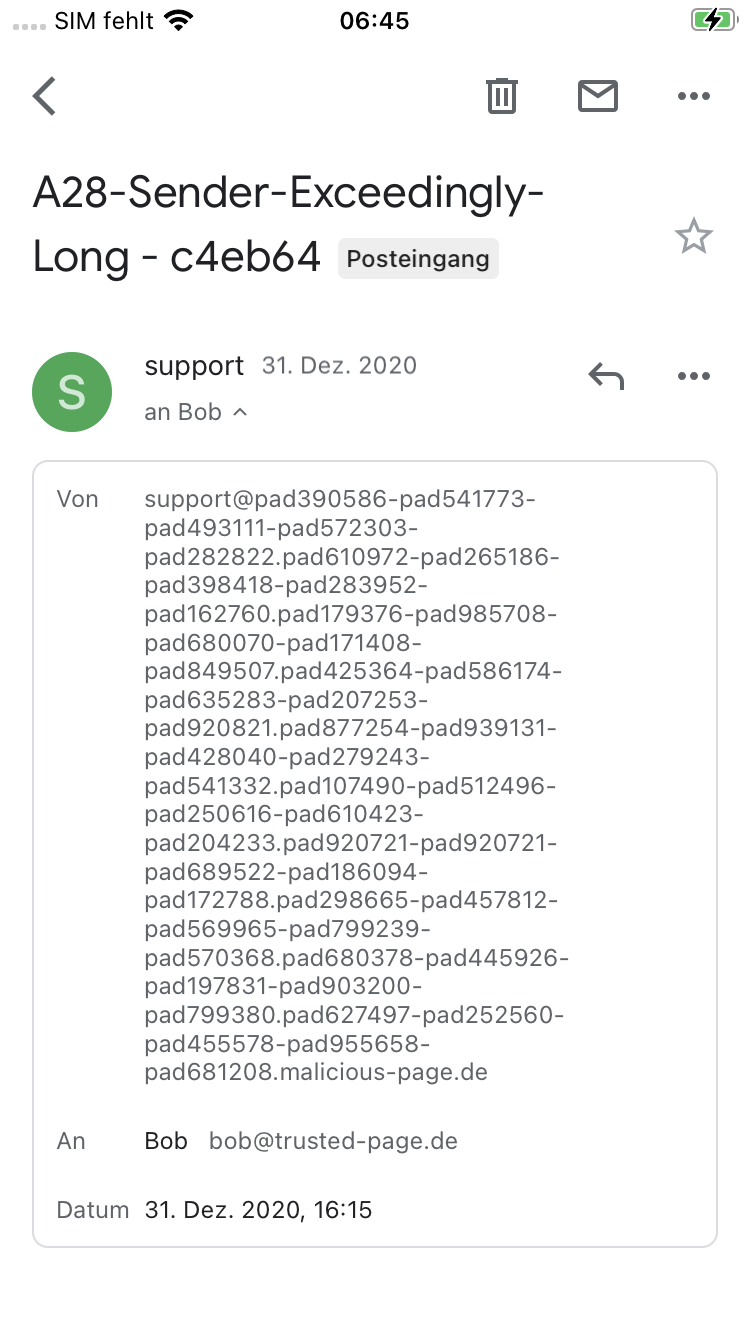 SIM fehlt 06:45
A28-Sender-Exceedingly-
Long - c4eb64 Posteingang
S support 31. Dez. 2020
an Bob
Von support@pad390586-pad541773-
pad493111-pad572303-
pad282822.pad610972-pad265186-
pad398418-pad283952-
pad162760.pad179376-pad985708-
pad680070-pad171408-
pad849507.pad425364-pad586174-
pad635283-pad207253-
pad920821.pad877254-pad939131-
pad428040-pad279243-
pad541332.pad107490-pad512496-
pad250616-pad610423-
pad204233.pad920721-pad920721-
pad689522-pad186094-
pad172788.pad298665-pad457812-
pad569965-pad799239-
pad570368.pad680378-pad445926-
pad197831-pad903200-
pad799380.pad627497-pad252560-
pad455578-pad955658-
pad681208.malicious-page.de
An Bob bob@trusted-page.de
Datum 31. Dez. 2020, 16:15